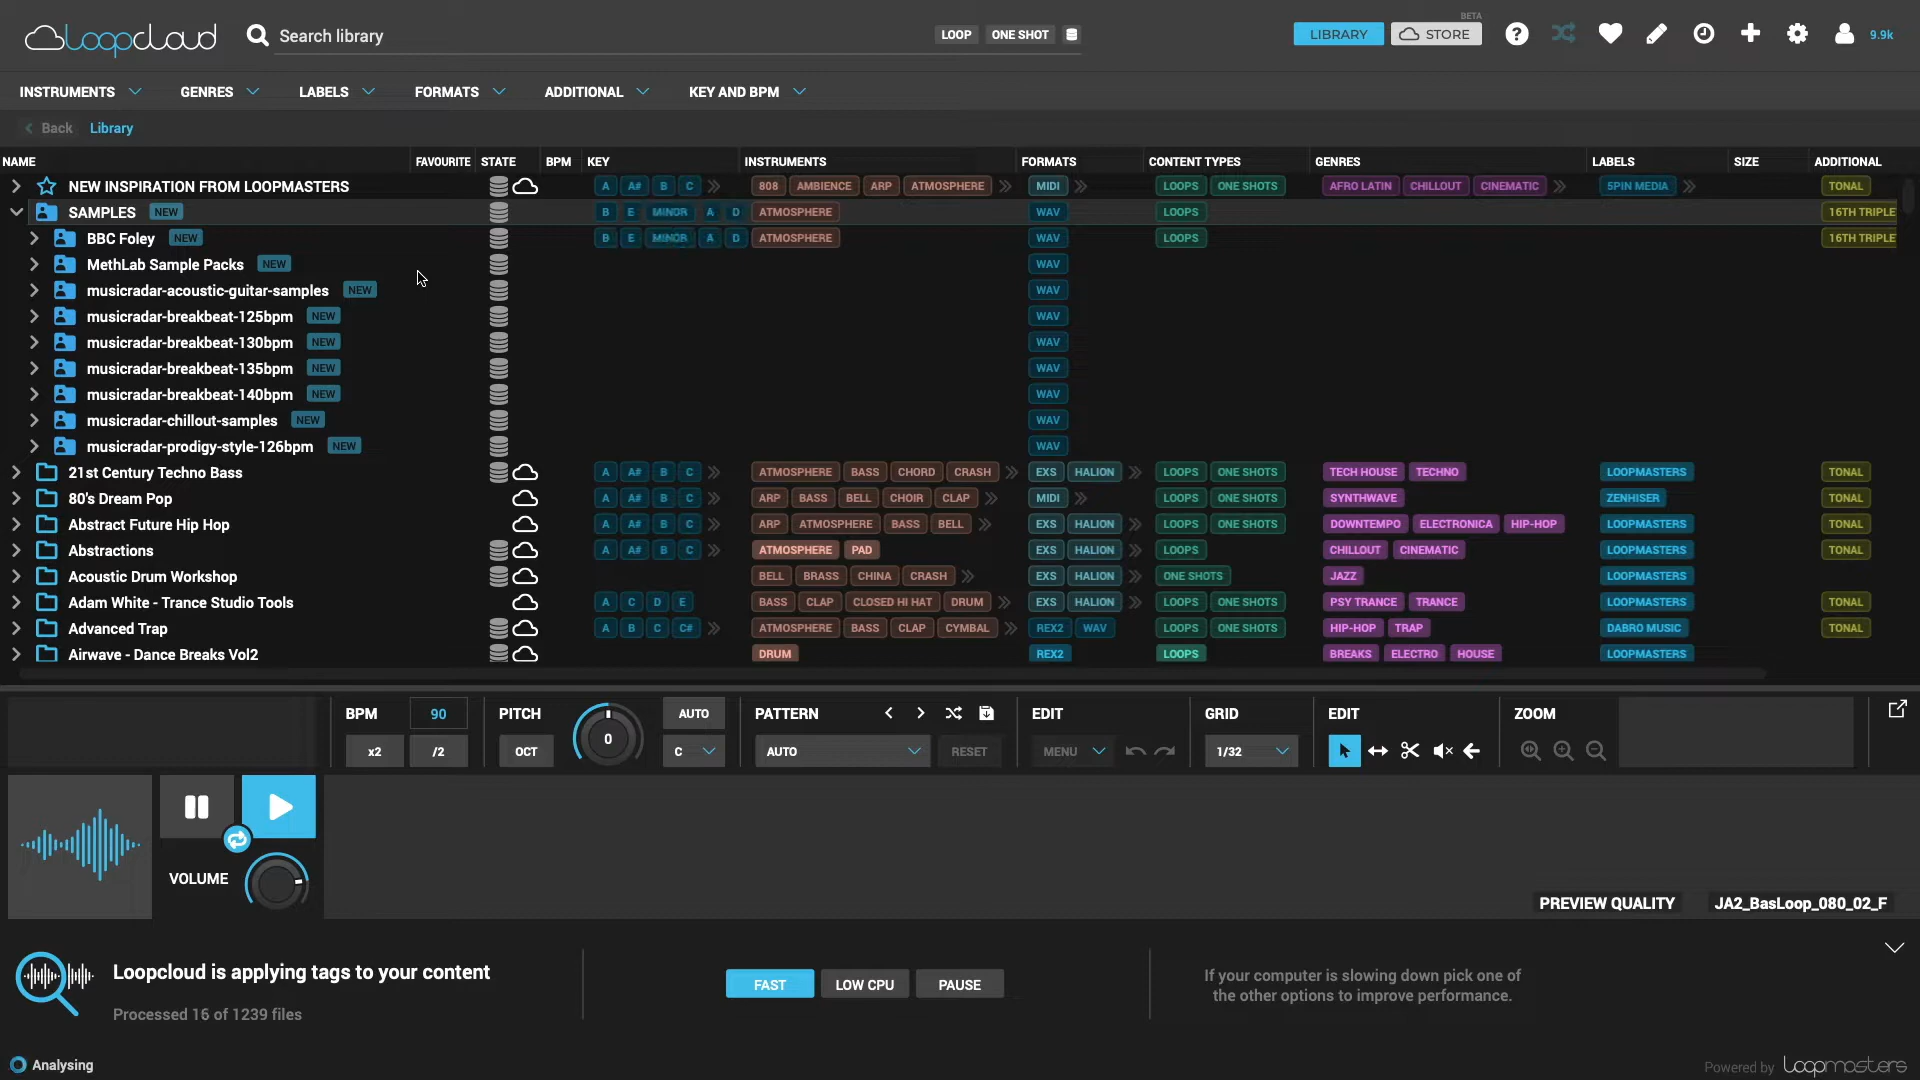 Loopcloud
Search library
LOOP ONE SHOT
LIBRARY STORE BETA
9.9k
INSTRUMENTS GENRES LABELS FORMATS ADDITIONAL KEY AND BPM
Back Library
NAME FAVOURITE STATE BPM KEY INSTRUMENTS FORMATS CONTENT TYPES GENRES LABELS SIZE ADDITIONAL
NEW INSPIRATION FROM LOOPMASTERS A A# B C 808 AMBIENCE ARP ATMOSPHERE MIDI LOOPS ONE SHOTS AFRO LATIN CHILLOUT CINEMATIC 5PIN MEDIA TONAL
SAMPLES NEW B E MINOR A D ATMOSPHERE WAV LOOPS 16TH TRIPLE
BBC Foley NEW B E MINOR A D ATMOSPHERE WAV LOOPS 16TH TRIPLE
MethLab Sample Packs NEW WAV
musicradar-acoustic-guitar-samples NEW WAV
musicradar-breakbeat-125bpm NEW WAV
musicradar-breakbeat-130bpm NEW WAV
musicradar-breakbeat-135bpm NEW WAV
musicradar-breakbeat-140bpm NEW WAV
musicradar-chillout-samples NEW WAV
musicradar-prodigy-style-126bpm NEW WAV
21st Century Techno Bass A A# B C ATMOSPHERE BASS CHORD CRASH EXS HALION LOOPS ONE SHOTS TECH HOUSE TECHNO LOOPMASTERS TONAL
80's Dream Pop A A# B C ARP BASS BELL CHOIR CLAP MIDI LOOPS ONE SHOTS SYNTHWAVE ZENHISER TONAL
Abstract Future Hip Hop A A# B C ARP ATMOSPHERE BASS BELL EXS HALION LOOPS ONE SHOTS DOWNTEMPO ELECTRONICA HIP-HOP LOOPMASTERS TONAL
Abstractions A A# B C ATMOSPHERE PAD EXS HALION LOOPS CHILLOUT CINEMATIC LOOPMASTERS TONAL
Acoustic Drum Workshop BELL BRASS CHINA CRASH EXS HALION ONE SHOTS JAZZ LOOPMASTERS
Adam White - Trance Studio Tools A C D E BASS CLAP CLOSED HI HAT DRUM EXS HALION LOOPS ONE SHOTS PSY TRANCE TRANCE LOOPMASTERS TONAL
Advanced Trap A B C C# ATMOSPHERE BASS CLAP CYMBAL REX2 WAV LOOPS ONE SHOTS HIP-HOP TRAP DABRO MUSIC TONAL
Airwave - Dance Breaks Vol2 DRUM REX2 LOOPS BREAKS ELECTRO HOUSE LOOPMASTERS
BPM 90 PITCH 0 AUTO PATTERN EDIT GRID EDIT ZOOM
x2 /2 OCT C AUTO RESET MENU 1/32
VOLUME
PREVIEW QUALITY JA2_BasLoop_080_02_F
Loopcloud is applying tags to your content
Processed 16 of 1239 files
FAST LOW CPU PAUSE
If your computer is slowing down pick one of
the other options to improve performance.
Analysing
Powered by Loopmasters